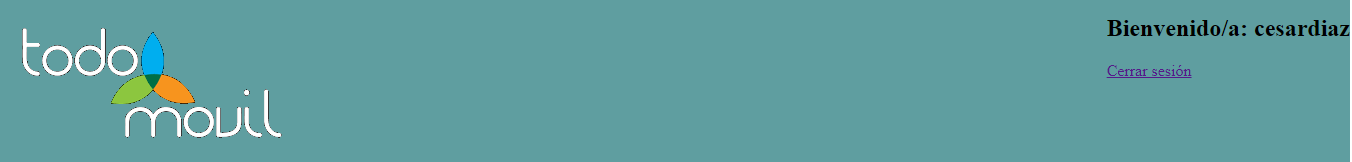 todo
movil
Bienvenido/a: cesardiaz
Cerrar sesión